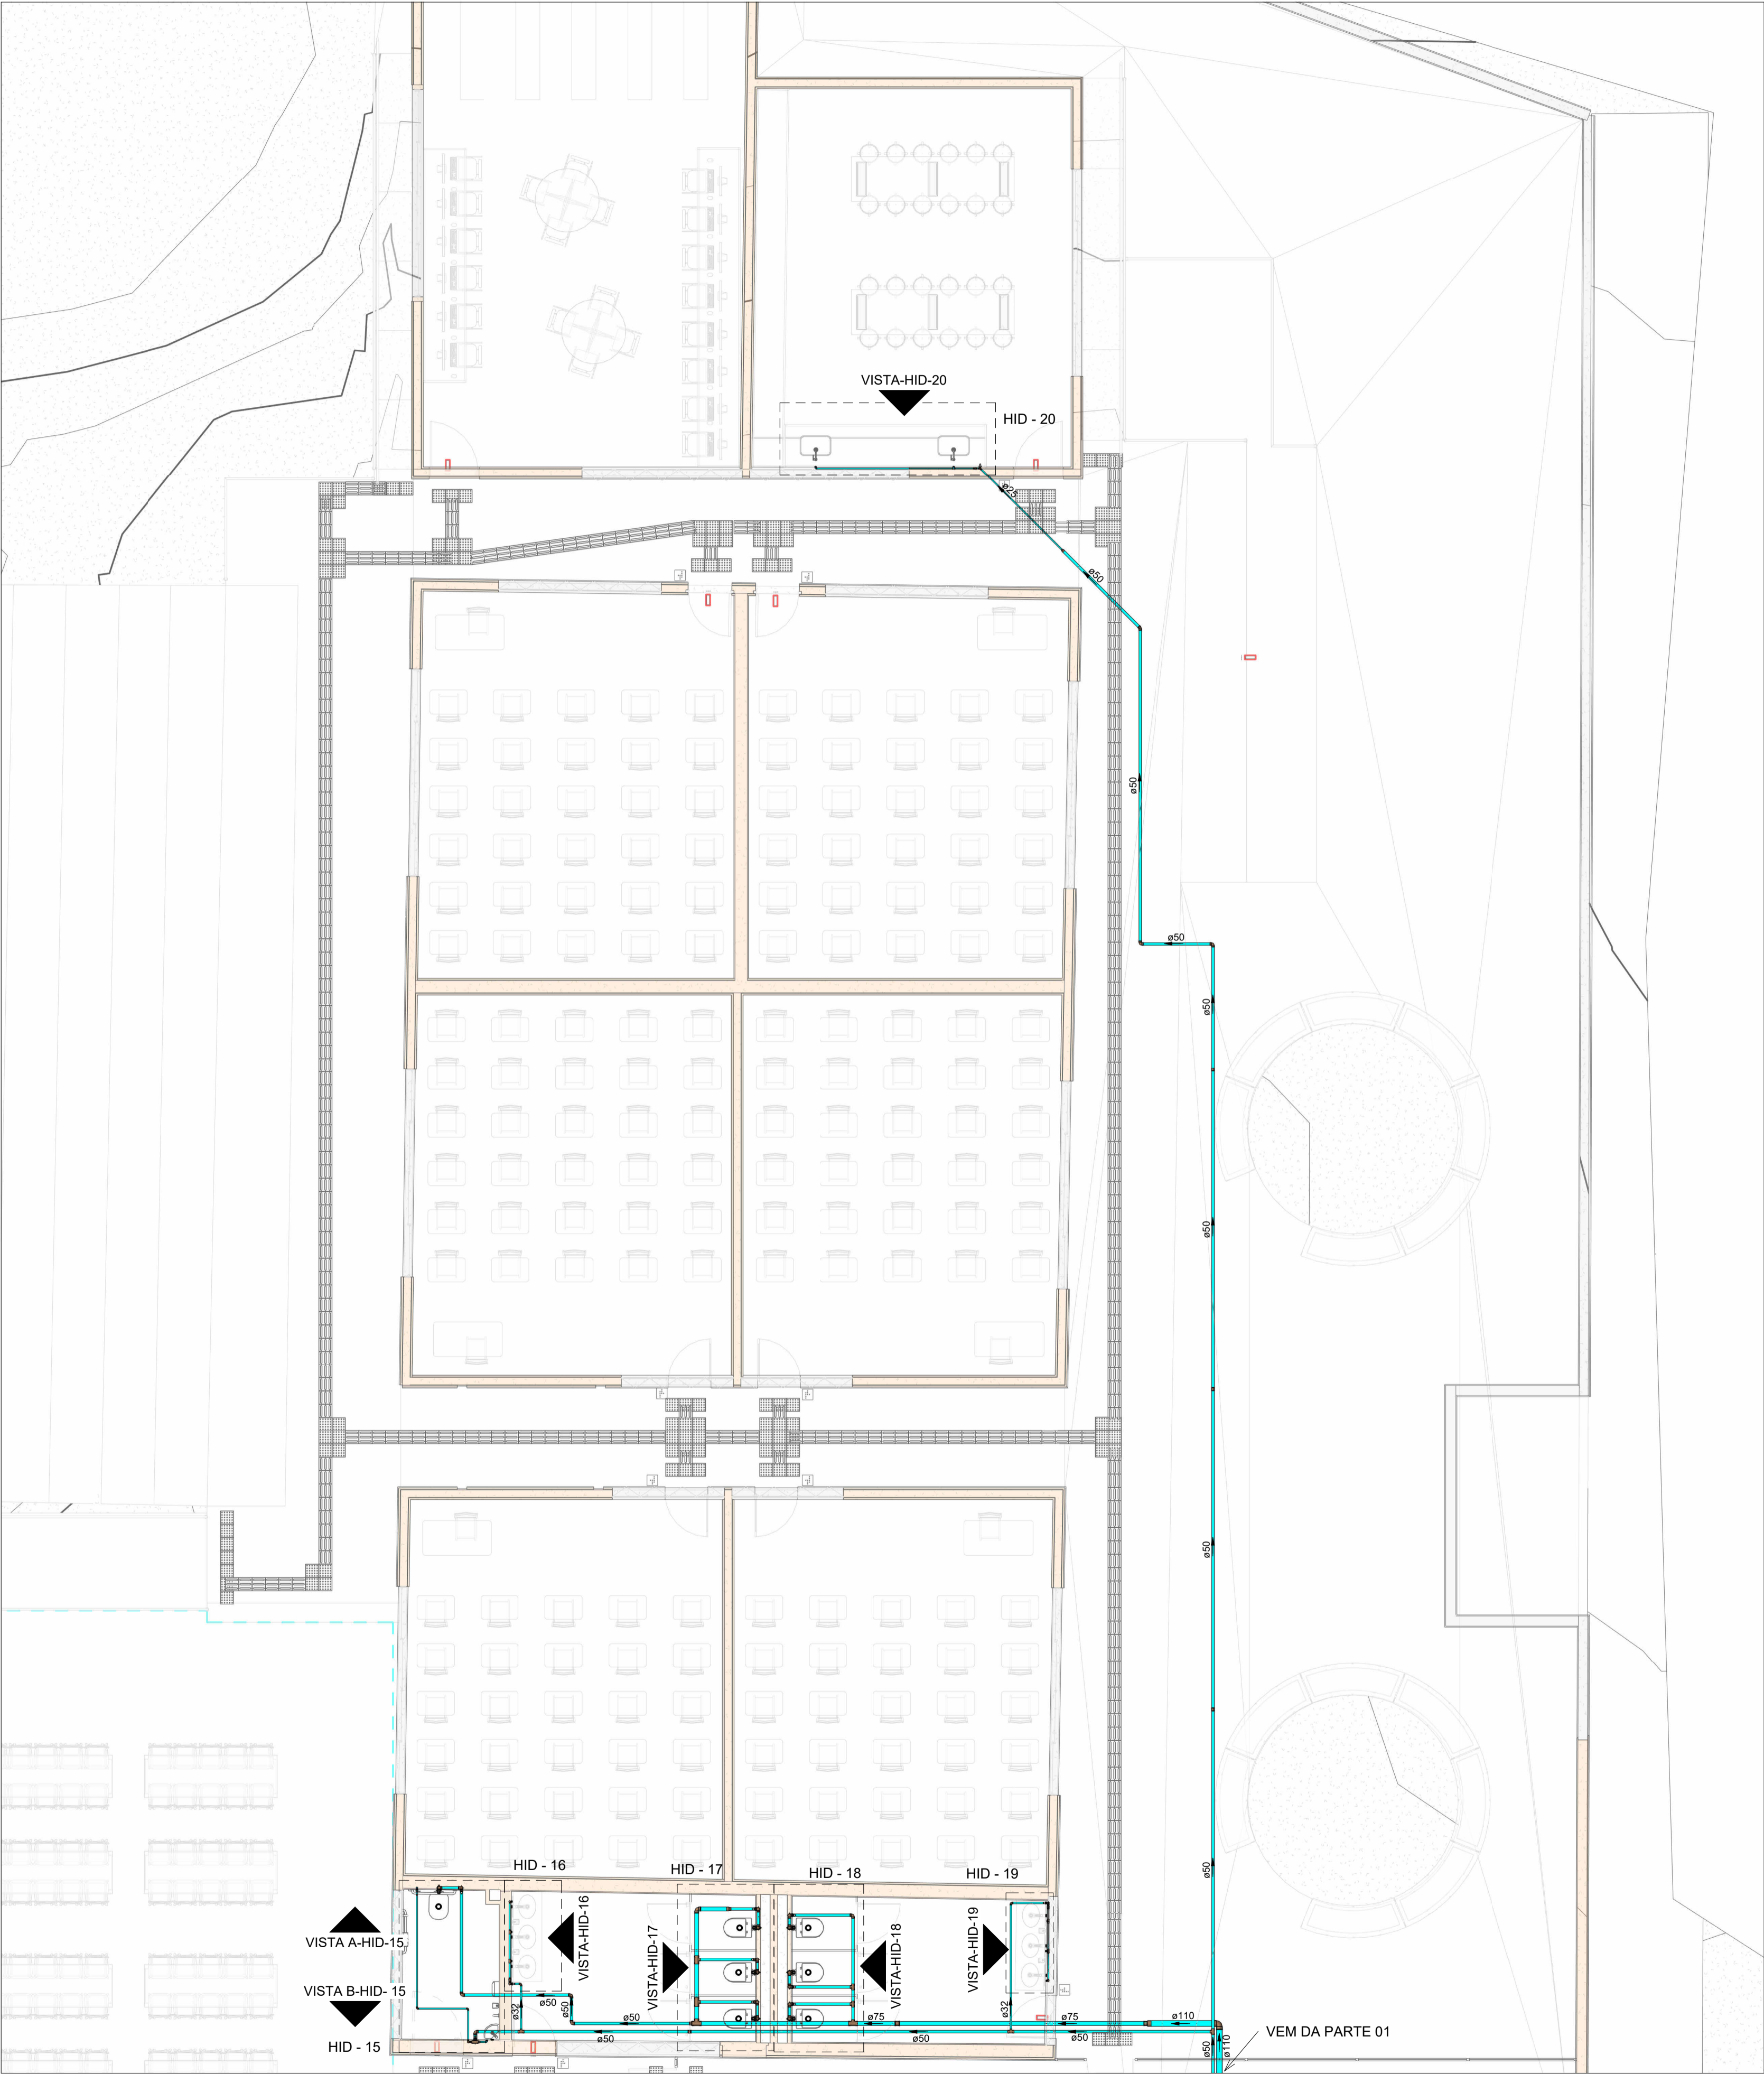 VISTA-HID-20
HID - 20
ø25
ø50
ø50
ø50
ø50
ø50
ø50
ø50
HID - 16
HID - 17
HID - 18
HID - 19
VISTA A-HID-15
VISTA B-HID- 15
HID - 15
VISTA-HID-16
VISTA-HID-17
VISTA-HID-18
VISTA-HID-19
ø32
ø50
ø50
ø50
ø75
ø32
ø75
ø110
ø50
ø50
ø50
ø50
ø110
VEM DA PARTE 01